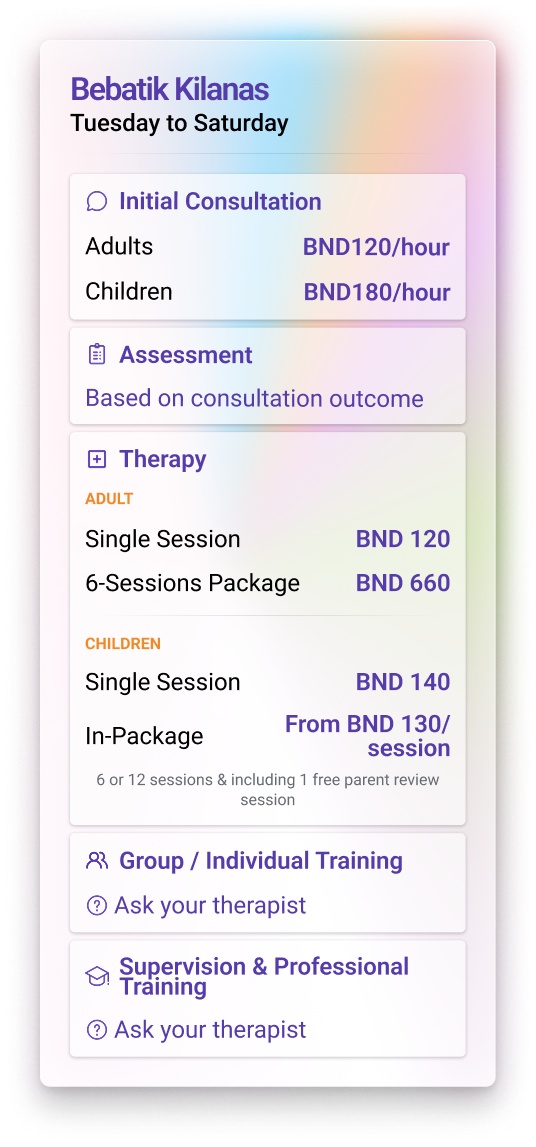 Bebatik Kilanas
Tuesday to Saturday
Initial Consultation
Adults BND120/hour
Children BND180/hour
Assessment
Based on consultation outcome
Therapy
ADULT
Single Session BND 120
6-Sessions Package BND 660
CHILDREN
Single Session BND 140
In-Package From BND 130/
session
6 or 12 sessions & including 1 free parent review
session
Group / Individual Training
Ask your therapist
Supervision & Professional
Training
Ask your therapist